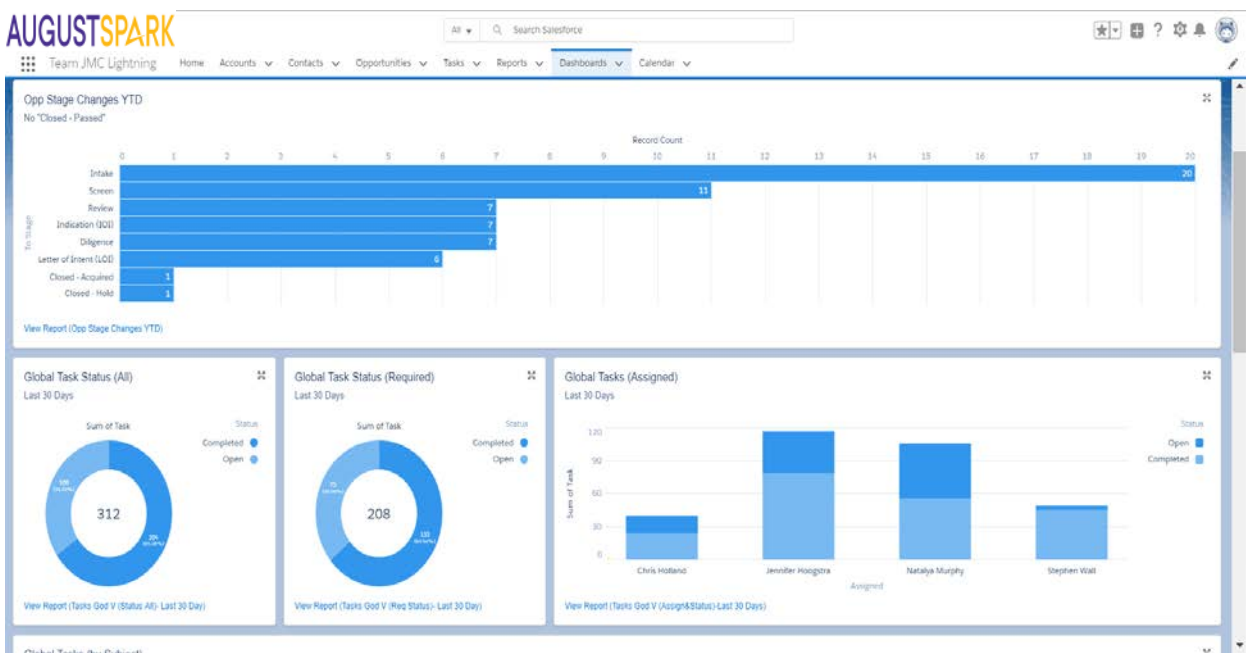 AUGUSTSPARK
All
Search Salesforce
Team JMC Lightning
Home
Accounts
Contacts
Opportunities
Tasks
Reports
Dashboards
Calendar
Opp Stage Changes YTD
No "Closed - Passed"
Record Count
0 1 2 3 4 5 6 7 8 9 10 11 12 13 14 15 16 17 18 19 20
To Stage
Intake 20
Screen 11
Review 7
Indication (IOI) 7
Diligence 7
Letter of Intent (LOI) 6
Closed - Acquired 1
Closed - Hold 1
View Report (Opp Stage Changes YTD)
Global Task Status (All)
Last 30 Days
Sum of Task
Status
Completed
Open
312
View Report (Tasks God V (Status All)- Last 30 Day)
Global Task Status (Required)
Last 30 Days
Sum of Task
Status
Completed
Open
208
View Report (Tasks God V (Req Status)- Last 30 Day)
Global Tasks (Assigned)
Last 30 Days
Status
Open
Completed
Sum of Task
120
90
60
30
0
Chris Holland
Jennifer Hoogstra
Natalya Murphy
Stephen Wall
Assigned
View Report (Tasks God V (Assign&Status)-Last 30 Days)
Global Tasks (by Subject)